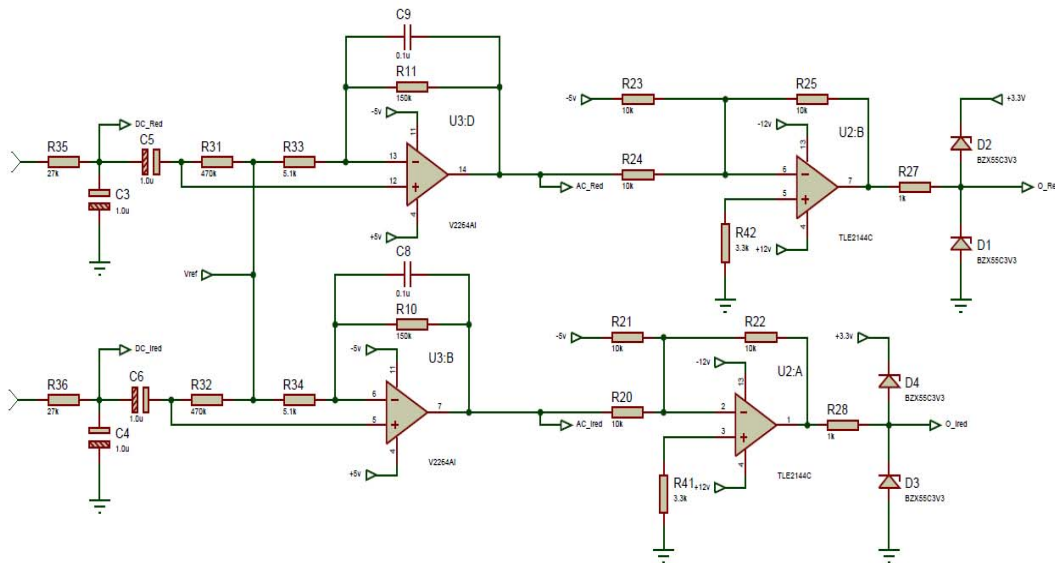 C9
0.1u
R11
150k
-5v
U3:D
11
13
12
14
4
+5v
V2264AI
R35
27k
DC_Red
C5
1.0u
C3
1.0u
R31
470k
R33
5.1k
AC_Red
R23
10k
-5v
R24
10k
R25
10k
-12v
U2:B
13
6
5
7
4
+12v
TLE2144C
R42
3.3k
R27
1k
+3.3V
D2
BZX55C3V3
D1
BZX55C3V3
Vref
C8
0.1u
R10
150k
-5v
U3:B
11
6
5
7
4
+5v
V2264AI
R36
27k
DC_Ired
C6
1.0u
C4
1.0u
R32
470k
R34
5.1k
AC_Ired
R21
10k
-5v
R20
10k
R22
10k
-12v
U2:A
13
2
3
1
4
+12v
TLE2144C
R41
3.3k
R28
1k
+3.3v
D4
BZX55C3V3
O_Ired
D3
BZX55C3V3